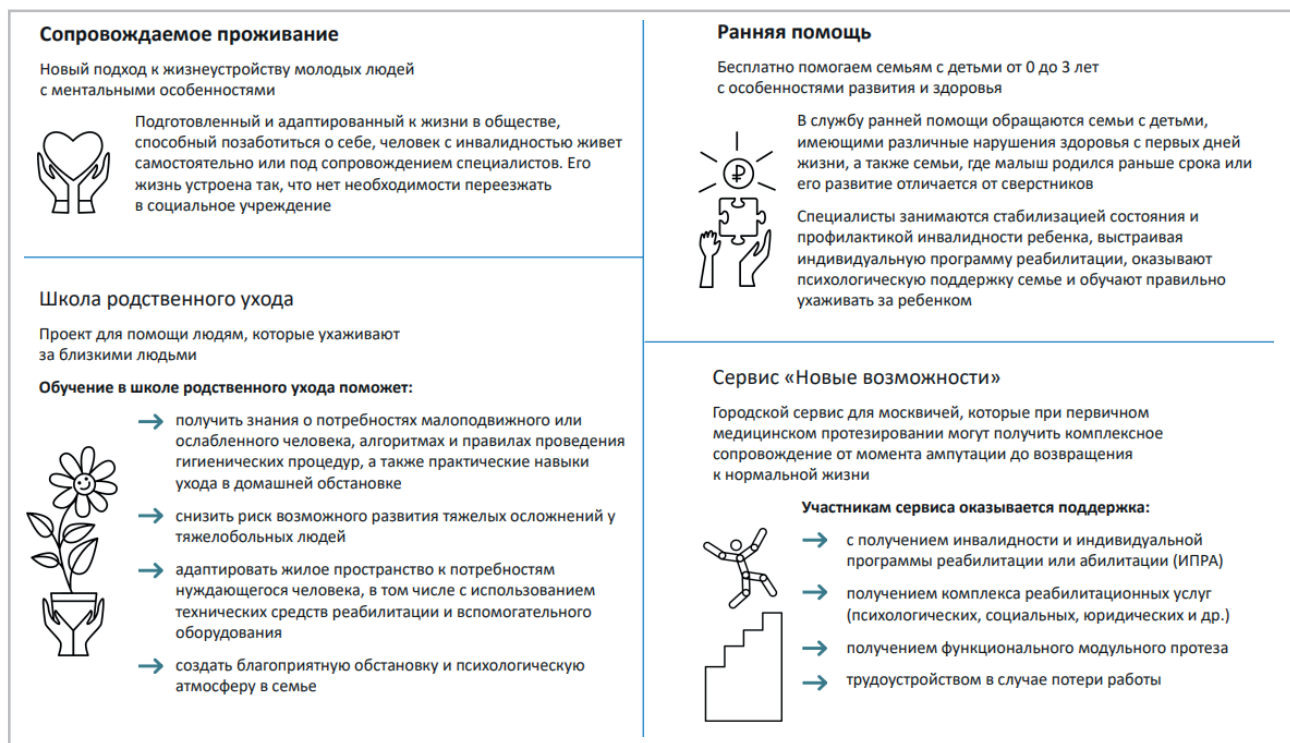 Сопровождаемое проживание
Новый подход к жизнеустройству молодых людей
с ментальными особенностями
Подготовленный и адаптированный к жизни в обществе,
способный позаботиться о себе, человек с инвалидностью живет
самостоятельно или под сопровождением специалистов. Его
жизнь устроена так, что нет необходимости переезжать
в социальное учреждение
Школа родственного ухода
Проект для помощи людям, которые ухаживают
за близкими людьми
Обучение в школе родственного ухода поможет:
получить знания о потребностях малоподвижного или
ослабленного человека, алгоритмах и правилах проведения
гигиенических процедур, а также практические навыки
ухода в домашней обстановке
снизить риск возможного развития тяжелых осложнений у
тяжелобольных людей
адаптировать жилое пространство к потребностям
нуждающегося человека, в том числе с использованием
технических средств реабилитации и вспомогательного
оборудования
создать благоприятную обстановку и психологическую
атмосферу в семье
Ранняя помощь
Бесплатно помогаем семьям с детьми от 0 до 3 лет
с особенностями развития и здоровья
₽
В службу ранней помощи обращаются семьи с детьми,
имеющими различные нарушения здоровья с первых дней
жизни, а также семьи, где малыш родился раньше срока или
его развитие отличается от сверстников
Специалисты занимаются стабилизацией состояния и
профилактикой инвалидности ребенка, выстраивая
индивидуальную программу реабилитации, оказывают
психологическую поддержку семье и обучают правильно
ухаживать за ребенком
Сервис «Новые возможности»
Городской сервис для москвичей, которые при первичном
медицинском протезировании могут получить комплексное
сопровождение от момента ампутации до возвращения
к нормальной жизни
Участникам сервиса оказывается поддержка:
с получением инвалидности и индивидуальной
программы реабилитации или абилитации (ИПРА)
получением комплекса реабилитационных услуг
(психологических, социальных, юридических и др.)
получением функционального модульного протеза
трудоустройством в случае потери работы